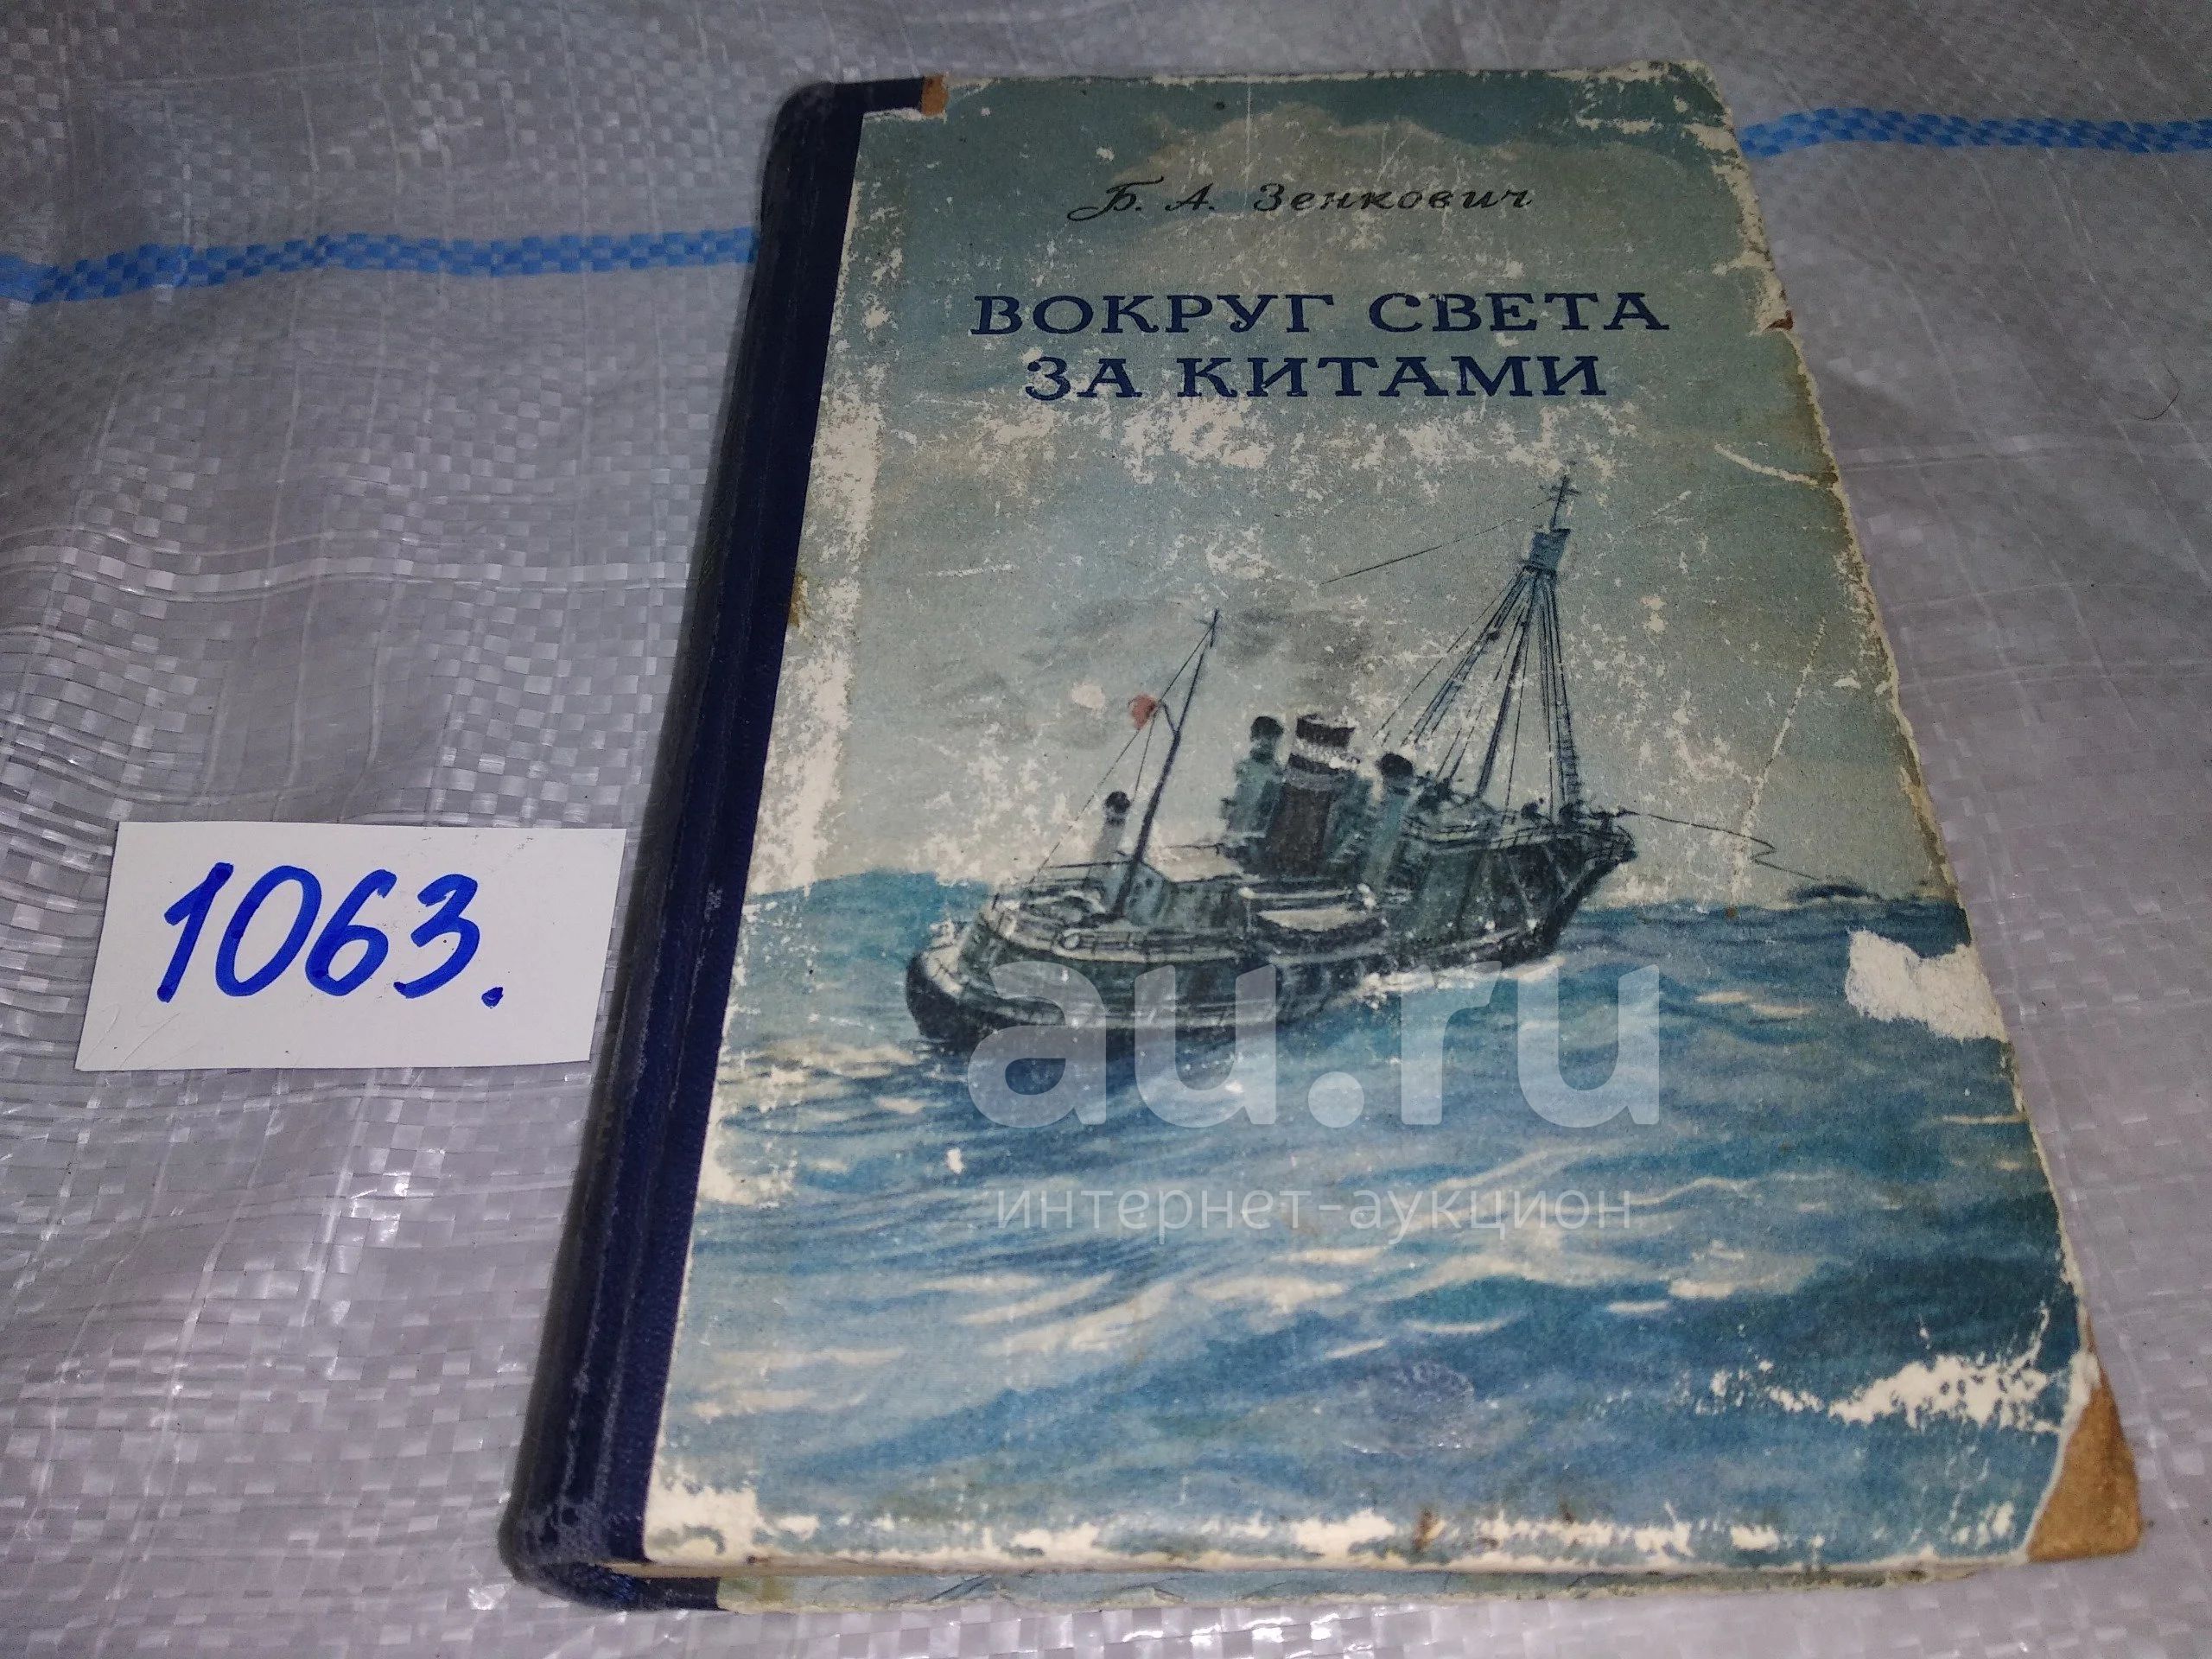 Б. А. Зенкович
ВОКРУГ СВЕТА
ЗА КИТАМИ
1063.
au.ru
интернет-аукцион